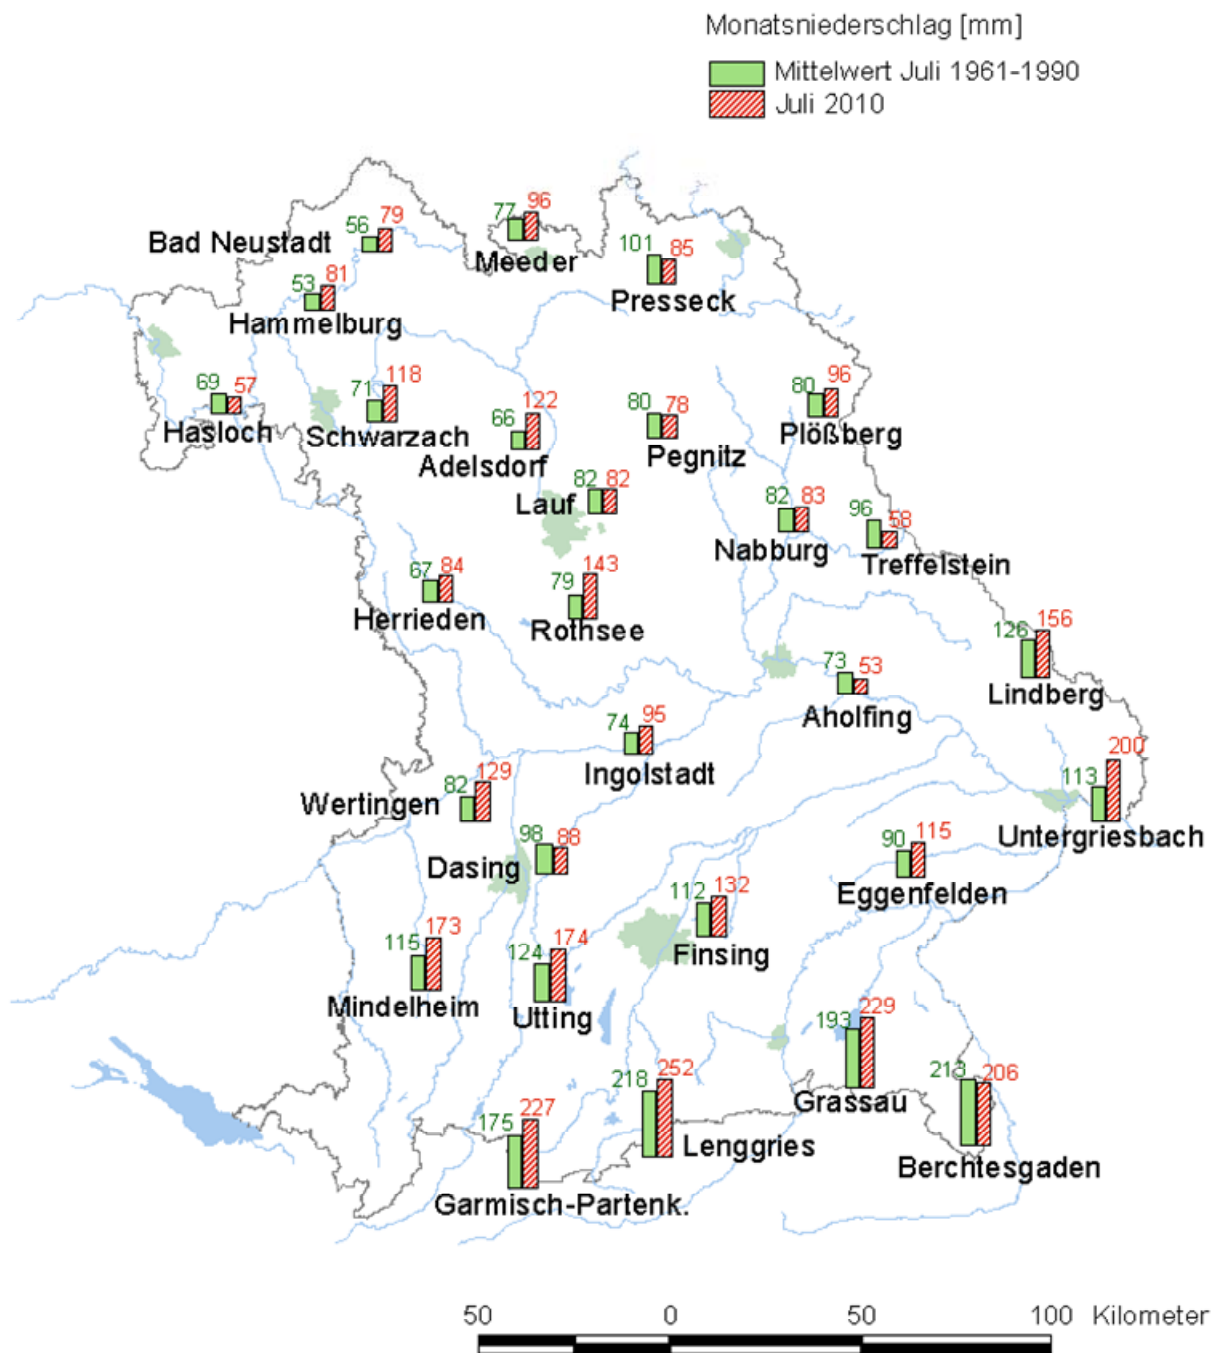 Monatsniederschlag [mm]
Mittelwert Juli 1961-1990
Juli 2010
56 79
Bad Neustadt
77 96
Meeder
101 85
Presseck
53 81
Hammelburg
69 57
Hasloch
71 118
Schwarzach
66 122
Adelsdorf
80 78
Pegnitz
80 96
Plößberg
82 82
Lauf
82 83
Nabburg
96 58
Treffelstein
67 84
Herrieden
79 143
Rothsee
126 156
Lindberg
73 53
Aholfing
74 95
Ingolstadt
82 129
Wertingen
113 200
Untergriesbach
98 88
Dasing
90 115
Eggenfelden
112 132
Finsing
115 173
Mindelheim
124 174
Utting
193 229
Grassau
218 252
Lenggries
213 206
Berchtesgaden
175 227
Garmisch-Partenk.
50 0 50 100 Kilometer